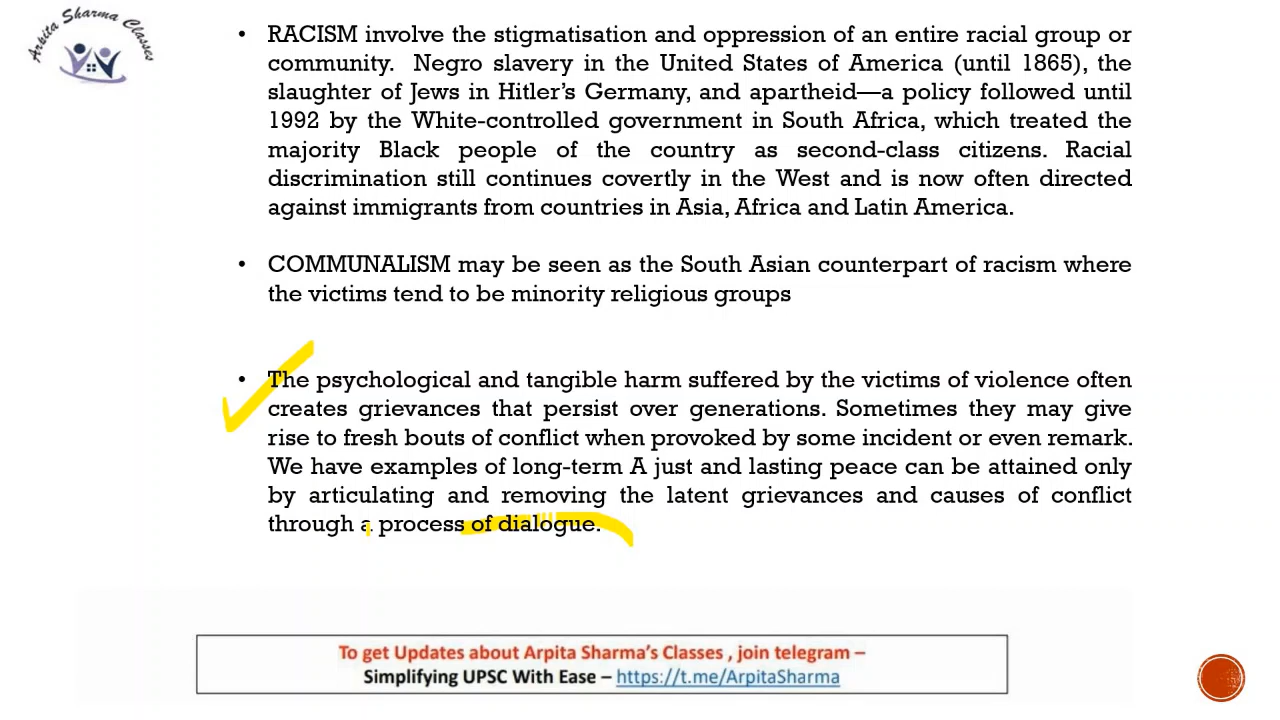 Arpita Sharma Classes
• RACISM involve the stigmatisation and oppression of an entire racial group or
community. Negro slavery in the United States of America (until 1865), the
slaughter of Jews in Hitler's Germany, and apartheid—a policy followed until
1992 by the White-controlled government in South Africa, which treated the
majority Black people of the country as second-class citizens. Racial
discrimination still continues covertly in the West and is now often directed
against immigrants from countries in Asia, Africa and Latin America.
• COMMUNALISM may be seen as the South Asian counterpart of racism where
the victims tend to be minority religious groups
• The psychological and tangible harm suffered by the victims of violence often
creates grievances that persist over generations. Sometimes they may give
rise to fresh bouts of conflict when provoked by some incident or even remark.
We have examples of long-term A just and lasting peace can be attained only
by articulating and removing the latent grievances and causes of conflict
through a process of dialogue.
To get Updates about Arpita Sharma's Classes , join telegram –
Simplifying UPSC With Ease – https://t.me/ArpitaSharma